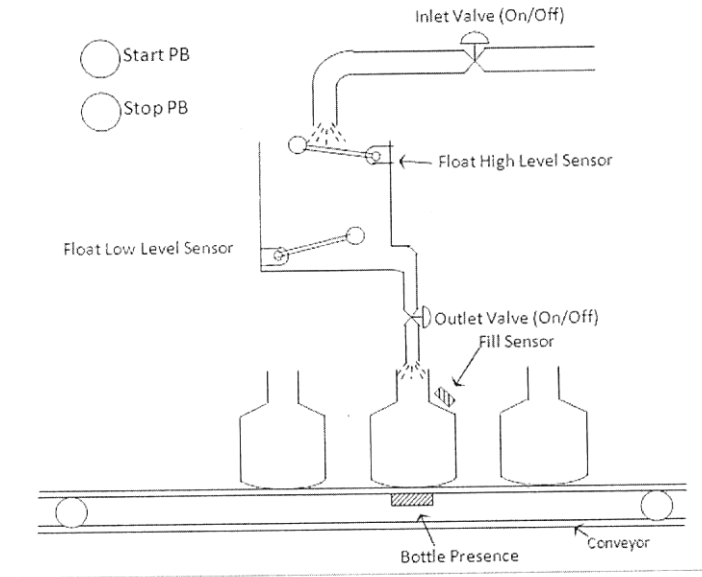 Inlet Valve (On/Off)
Start PB
Stop PB
Float High Level Sensor
Float Low Level Sensor
Outlet Valve (On/Off)
Fill Sensor
Conveyor
Bottle Presence